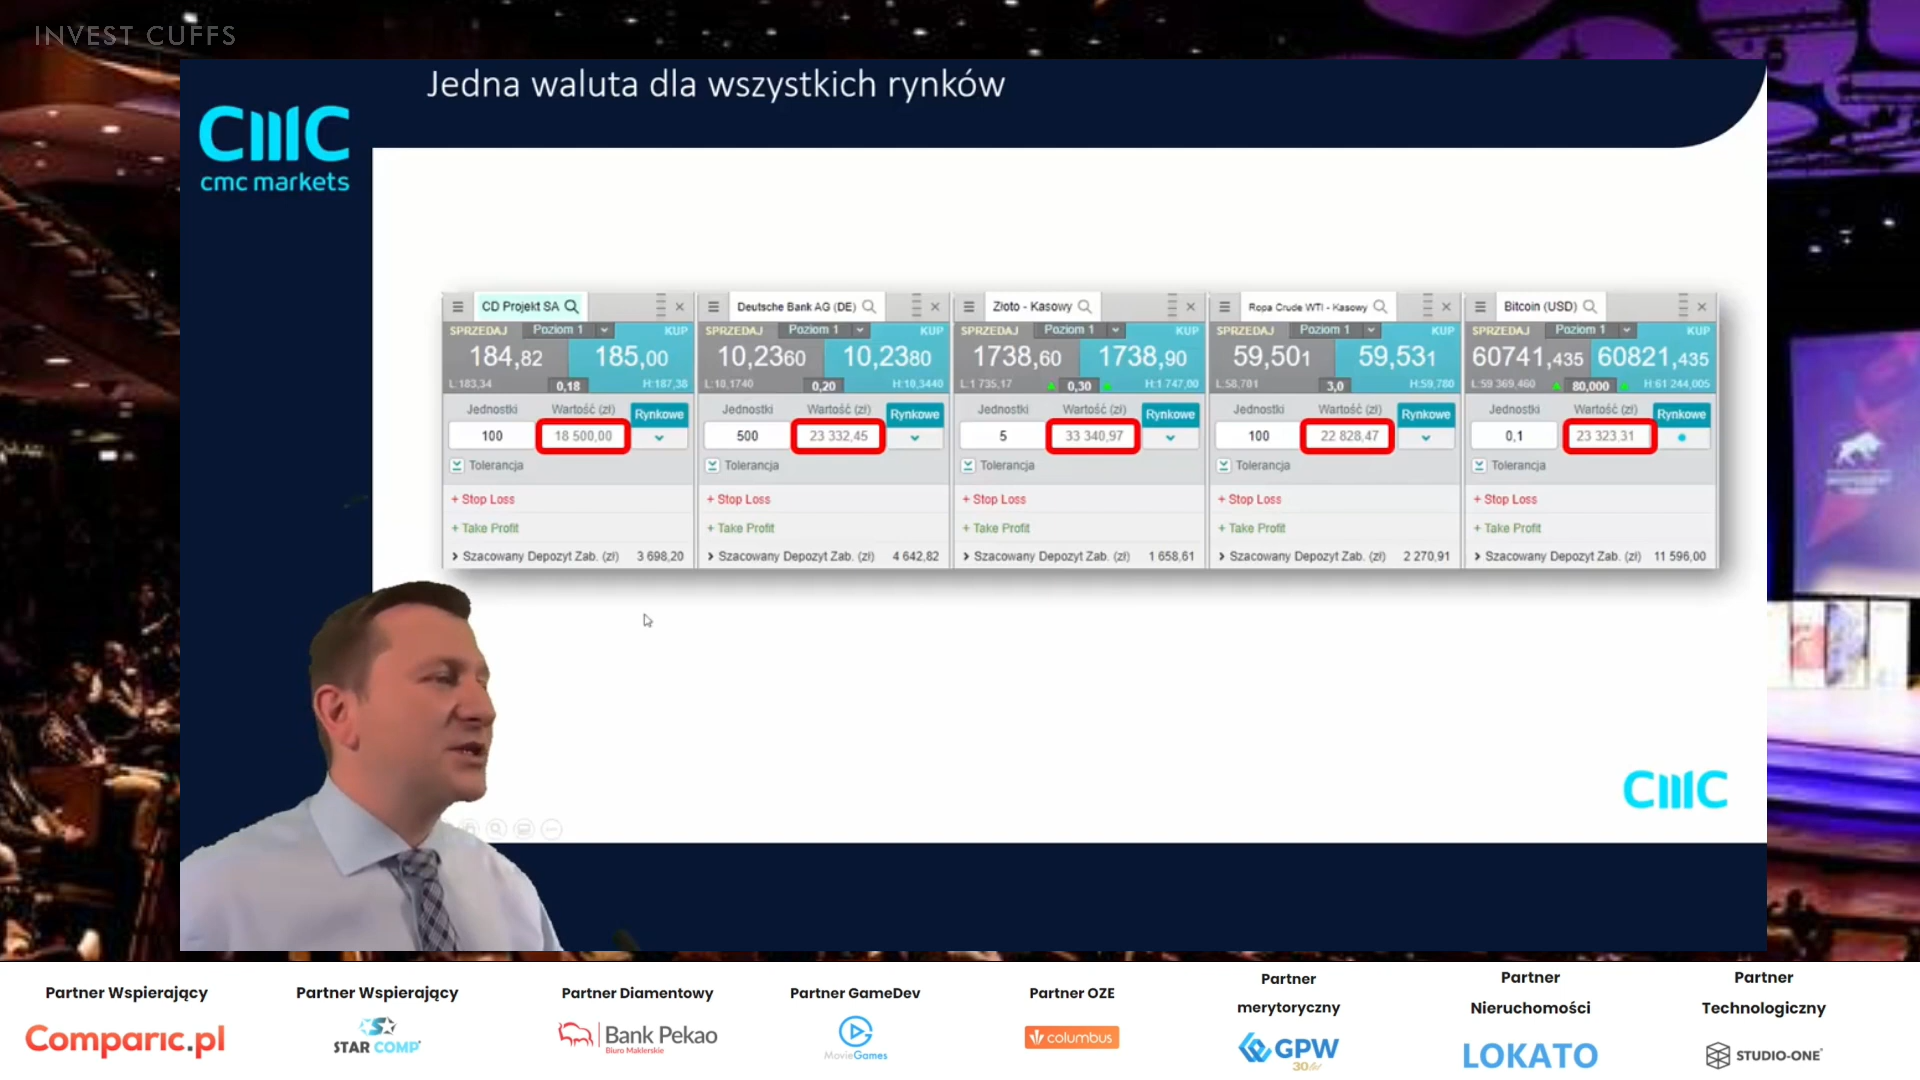 INVEST CUFFS
Jedna waluta dla wszystkich rynków
CMC
cmc markets
CD Projekt SA
SPRZEDAJ Poziom 1 KUP
184,82 185,00
L:183,34 0,18 H:187,38
Jednostki Wartość (zł) Rynkowe
100 18 500,00
Tolerancja
+ Stop Loss
+ Take Profit
Szacowany Depozyt Zab. (zł) 3 698,20
Deutsche Bank AG (DE)
SPRZEDAJ Poziom 1 KUP
10,2360 10,2380
L:10,1740 0,20 H:10,3440
Jednostki Wartość (zł) Rynkowe
500 23 332,45
Tolerancja
+ Stop Loss
+ Take Profit
Szacowany Depozyt Zab. (zł) 4 642,82
Złoto - Kasowy
SPRZEDAJ Poziom 1 KUP
1738,60 1738,90
L:1 735,17 0,30 H:1 747,00
Jednostki Wartość (zł) Rynkowe
5 33 340,97
Tolerancja
+ Stop Loss
+ Take Profit
Szacowany Depozyt Zab. (zł) 1 658,61
Ropa Crude WTI - Kasowy
SPRZEDAJ Poziom 1 KUP
59,501 59,531
L:58,701 3,0 H:59,780
Jednostki Wartość (zł) Rynkowe
100 22 828,47
Tolerancja
+ Stop Loss
+ Take Profit
Szacowany Depozyt Zab. (zł) 2 270,91
Bitcoin (USD)
SPRZEDAJ Poziom 1 KUP
60741,435 60821,435
L:59 369,460 80,000 H:61 244,005
Jednostki Wartość (zł) Rynkowe
0,1 23 323,31
Tolerancja
+ Stop Loss
+ Take Profit
Szacowany Depozyt Zab. (zł) 11 596,00
CMC
Partner Wspierający
Comparic.pl
Partner Wspierający
STAR COMP
Partner Diamentowy
Bank Pekao
Biuro Maklerskie
Partner GameDev
MovieGames
Partner OZE
columbus
Partner
merytoryczny
GPW
30lat
Partner
Nieruchomości
LOKATO
Partner
Technologiczny
STUDIO-ONE